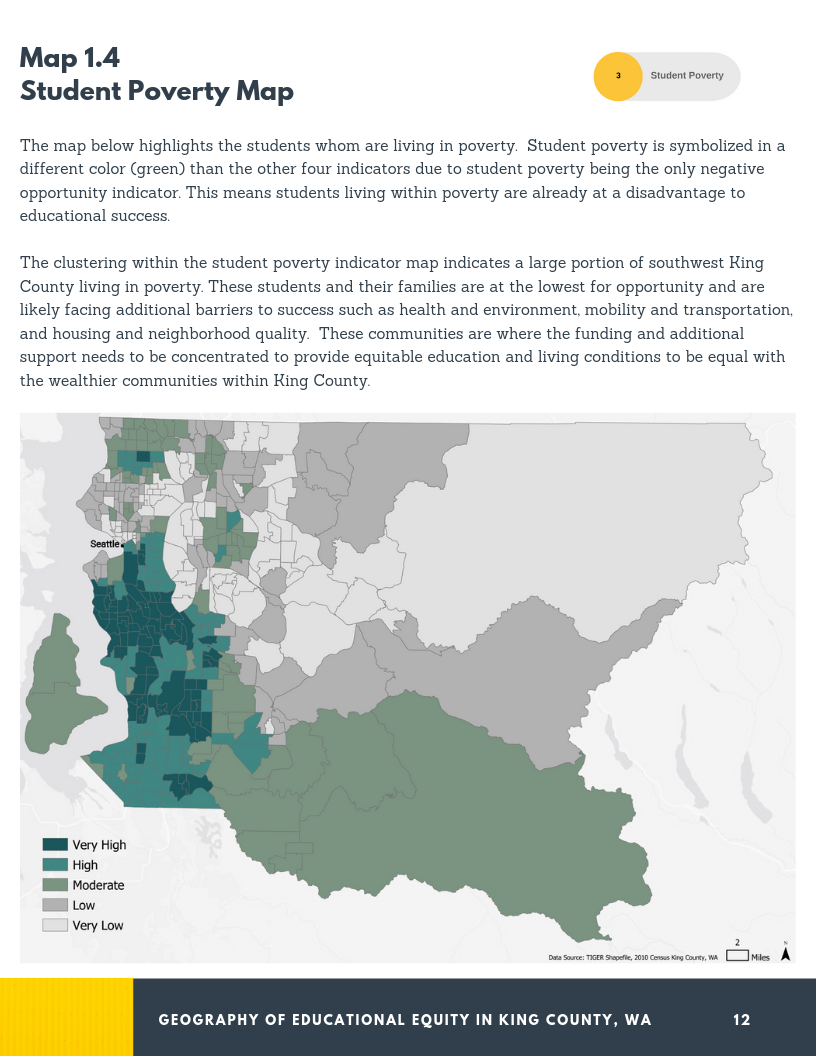 Map 1.4
Student Poverty Map
3
Student Poverty
The map below highlights the students whom are living in poverty.  Student poverty is symbolized in a
different color (green) than the other four indicators due to student poverty being the only negative
opportunity indicator. This means students living within poverty are already at a disadvantage to
educational success.
The clustering within the student poverty indicator map indicates a large portion of southwest King
County living in poverty. These students and their families are at the lowest for opportunity and are
likely facing additional barriers to success such as health and environment, mobility and transportation,
and housing and neighborhood quality.  These communities are where the funding and additional
support needs to be concentrated to provide equitable education and living conditions to be equal with
the wealthier communities within King County.
Seattle
Very High
High
Moderate
Low
Very Low
Data Source: TIGER Shapefile, 2010 Census King County, WA
2
Miles
N
GEOGRAPHY OF EDUCATIONAL EQUITY IN KING COUNTY, WA
12